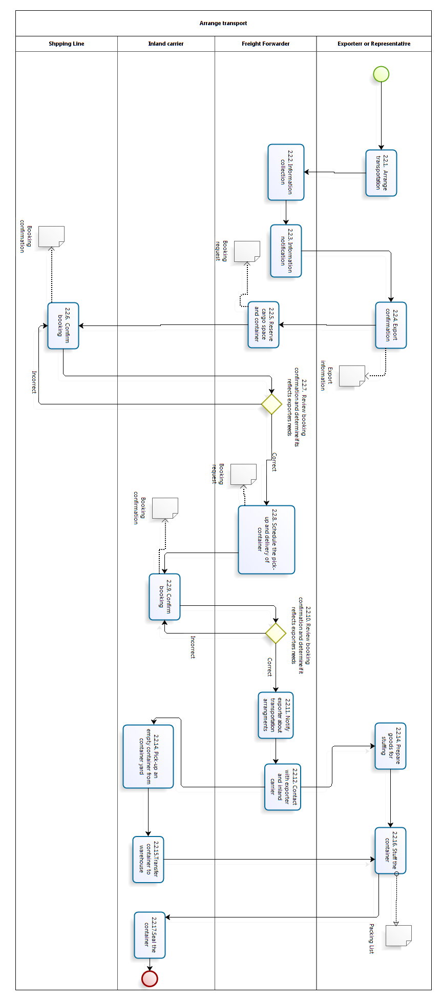 Arrange transport
Shpping Line
Inland carrier
Freight Forwarder
Exporterr or Representative
2.2.1. Arrange
transportation
2.2.2. Information
collection
2.2.3. Information
notification
Booking
confirmation
Booking
request
2.2.4. Export
confirmation
2.2.5. Reserve
cargo space
and container
2.2.6. Confirm
booking
Export
information
Incorrect
2.2.7. Review booking
confirmation and determine if its
reflects exporters needs
Correct
Booking
request
Booking
confirmation
2.2.8. Schedule the pick-
up and delivery of
container
2.2.9. Confirm
booking
2.2.10. Review booking
confirmation and determine if it
reflects exporters needs
Incorrect
Correct
2.2.11. Notify
exporter about
transportation
arrangments
2.2.12. Contact
with exporter
and inland
carrier
2.2.14. Prepare
goods for
stuffing
2.2.14. Pick-up an
empty container from
container yard
2.2.15.Transfer
container to
warehouse
2.2.16. Stuff the
container
Packing List
2.2.17.Seal the
container